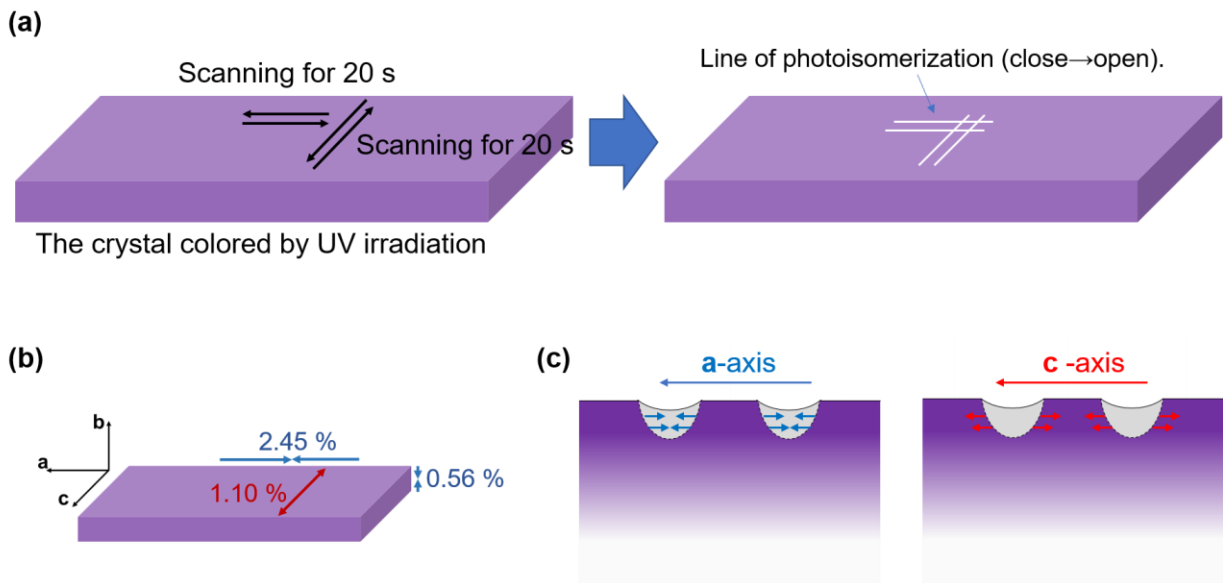 (a)
Scanning for 20 s
Scanning for 20 s
The crystal colored by UV irradiation
Line of photoisomerization (close→open).
(b)
b
a
c
2.45 %
1.10 %
0.56 %
(c)
a-axis
c -axis